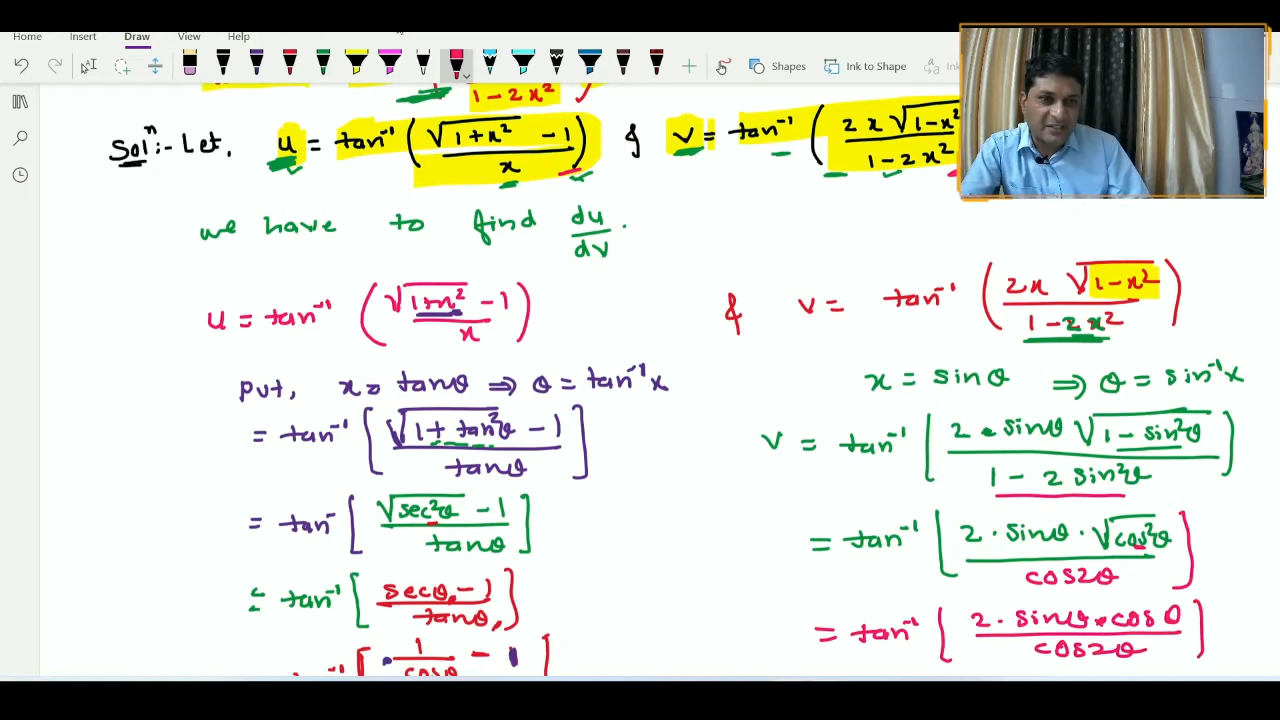 Home Insert Draw View Help
Shapes Ink to Shape
1 - 2x²
Solⁿ:- Let, u = tan⁻¹ (√(1+x²) - 1 / x) & v = tan⁻¹ (2x √(1-x²) / 1 - 2x²
we have to find du/dv.
u = tan⁻¹ (√(1+x²) - 1 / x) & v = tan⁻¹ (2x √(1-x²) / 1 - 2x²)
put, x = tanθ ⇒ θ = tan⁻¹x
x = sinθ ⇒ θ = sin⁻¹x
= tan⁻¹ [√(1 + tan²θ) - 1 / tanθ]
v = tan⁻¹ [2 . sinθ √(1 - sin²θ) / 1 - 2 sin²θ]
= tan⁻ [√(sec²θ) - 1 / tanθ]
= tan⁻¹ [2 . sinθ . √(cos²θ) / cos2θ]
= tan⁻¹ [secθ - 1 / tanθ]
= tan⁻¹ [2 . sinθ . cosθ / cos2θ]
[1 / cosθ - 1]